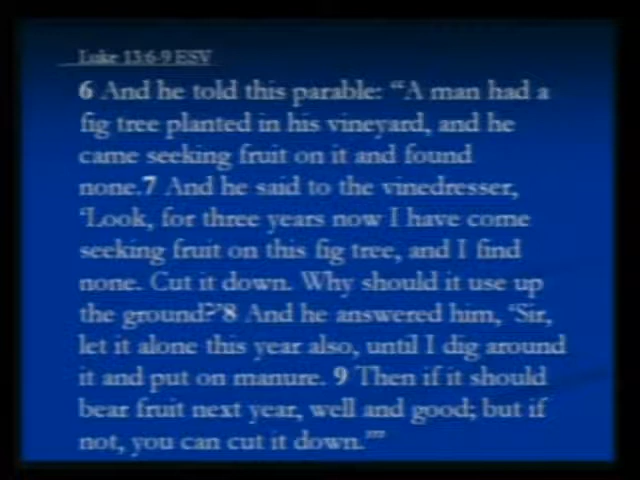 Luke 13:6-9 ESV
6 And he told this parable: “A man had a
fig tree planted in his vineyard, and he
came seeking fruit on it and found
none.7 And he said to the vinedresser,
‘Look, for three years now I have come
seeking fruit on this fig tree, and I find
none. Cut it down. Why should it use up
the ground?’8 And he answered him, ‘Sir,
let it alone this year also, until I dig around
it and put on manure. 9 Then if it should
bear fruit next year, well and good; but if
not, you can cut it down.’”